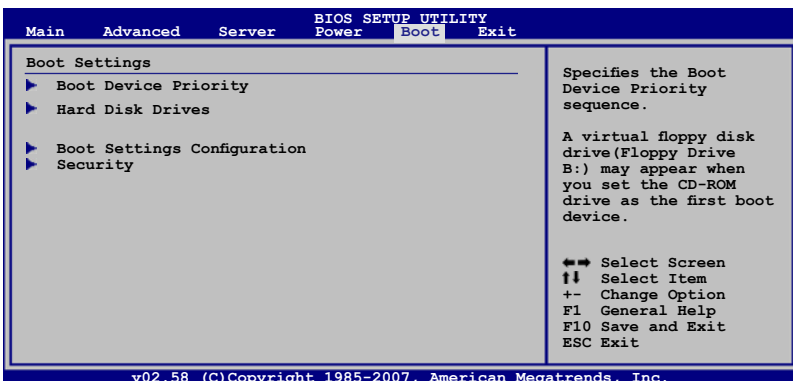 BIOS SETUP UTILITY
Main Advanced Server Power Boot Exit
Boot Settings
Boot Device Priority
Hard Disk Drives
Boot Settings Configuration
Security
Specifies the Boot
Device Priority
sequence.
A virtual floppy disk
drive(Floppy Drive
B:) may appear when
you set the CD-ROM
drive as the first boot
device.
Select Screen
Select Item
+- Change Option
F1 General Help
F10 Save and Exit
ESC Exit
v02.58 (C)Copyright 1985-2007, American Megatrends, Inc.